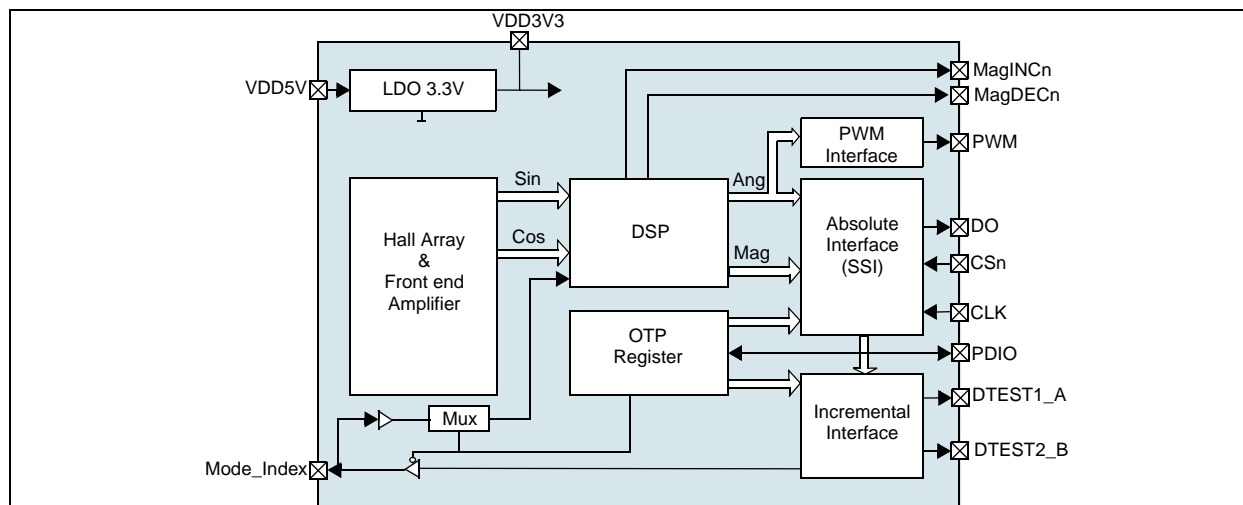 VDD3V3
VDD5V
LDO 3.3V
MagINCn
MagDECn
PWM
Interface
PWM
Sin
Ang
Hall Array
&
Front end
Amplifier
Cos
DSP
Mag
Absolute
Interface
(SSI)
DO
CSn
CLK
OTP
Register
PDIO
Mux
Incremental
Interface
DTEST1_A
DTEST2_B
Mode_Index